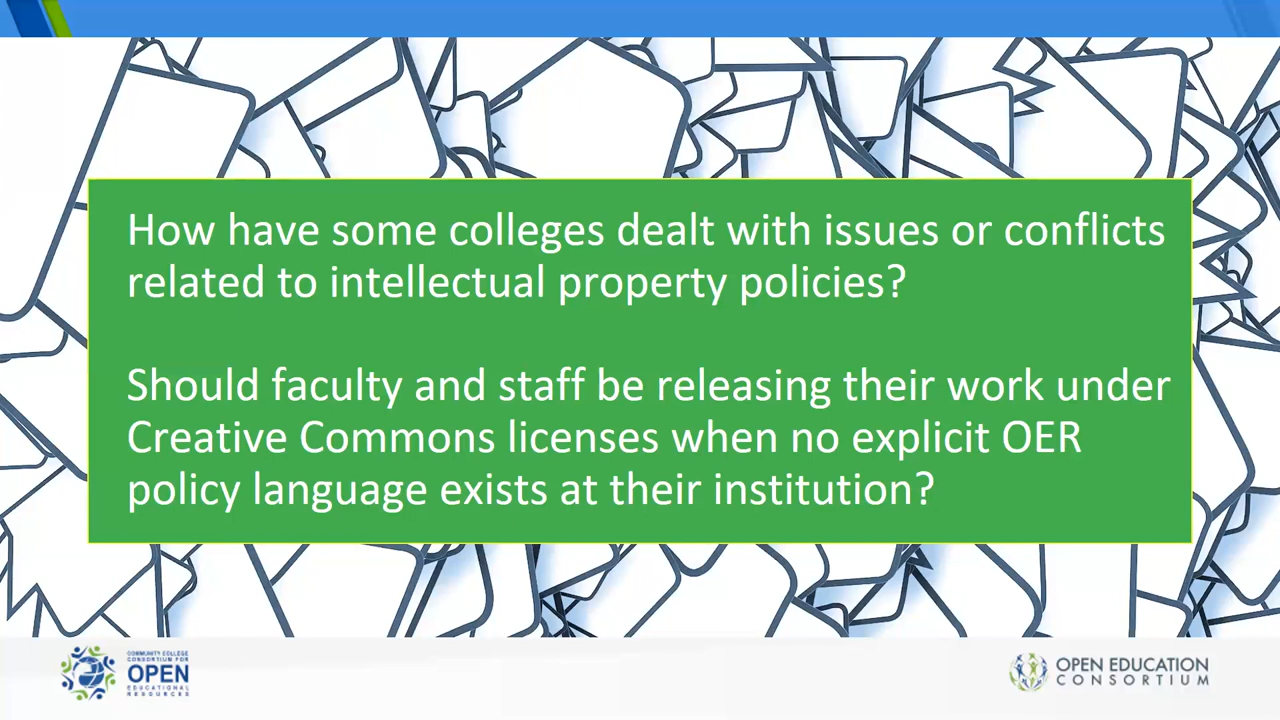 How have some colleges dealt with issues or conflicts
related to intellectual property policies?
Should faculty and staff be releasing their work under
Creative Commons licenses when no explicit OER
policy language exists at their institution?
COMMUNITY COLLEGE
CONSORTIUM FOR
OPEN
EDUCATIONAL
RESOURCES
OPEN EDUCATION
CONSORTIUM